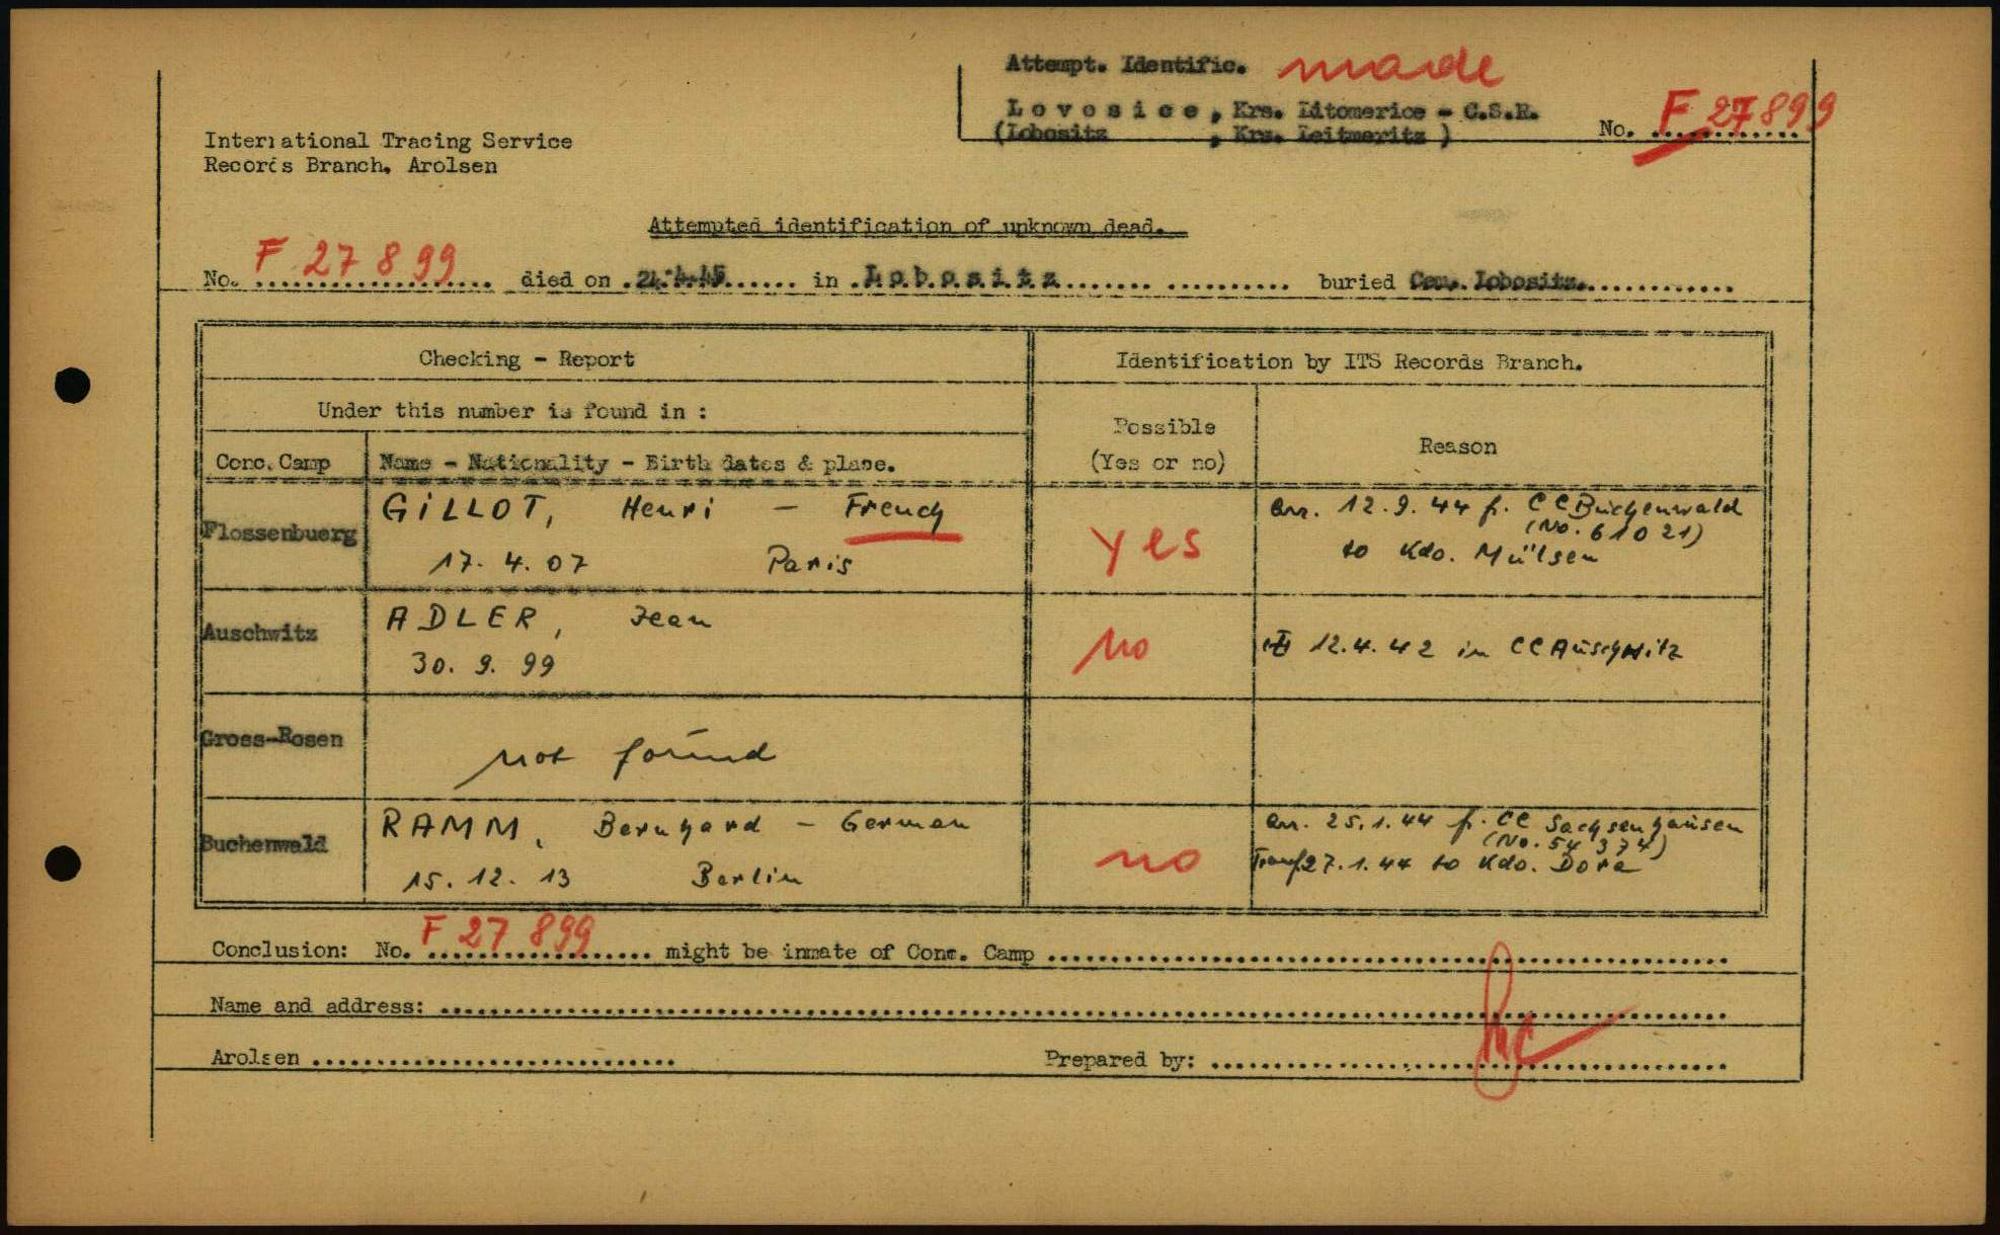 Attempt. Identific. made
Lovosice, Krs. Litomerice - C.S.R.
(Lobositz , Krs. Leitmeritz )
No. F 27899
International Tracing Service
Records Branch, Arolsen
Attempted identification of unknown dead.
No. F 27 899 died on in Lobositz buried Cem. Lobositz.
Checking - Report
Identification by ITS Records Branch.
Under this number is found in :
Possible
(Yes or no)
Reason
Conc. Camp
Name - Nationality - Birth dates & place.
Flossenbuerg
GILLOT, Henri - French
17. 4. 07 Paris
yes
arr. 12.9.44 f. CC Buchenwald
(No. 61021)
to Kdo. Mülsen
Auschwitz
ADLER, Jean
30. 9. 99
no
12.4.42 in CC Auschwitz
Gross-Rosen
not found
Buchenwald
RAMM, Bernhard - German
15. 12. 13 Berlin
no
arr. 25.1.44 f. CC Sachsenhausen
(No. 54374)
Transf. 27.1.44 to Kdo. Dora
Conclusion: No. F 27 899 might be inmate of Conc. Camp
Name and address:
Arolsen
Prepared by: